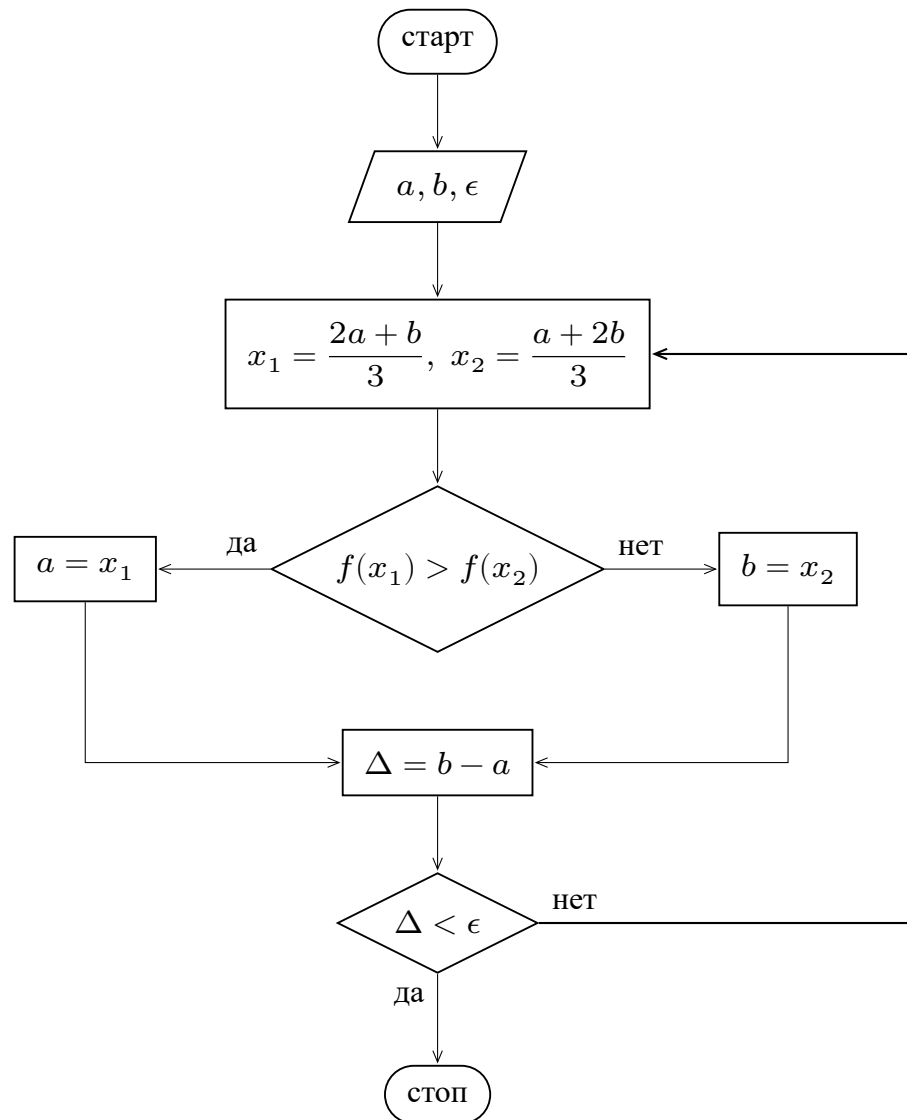 старт
a, b, ϵ
x₁ = (2a + b)/3, x₂ = (a + 2b)/3
да
нет
a = x₁
f(x₁) > f(x₂)
b = x₂
Δ = b − a
нет
Δ < ϵ
да
стоп